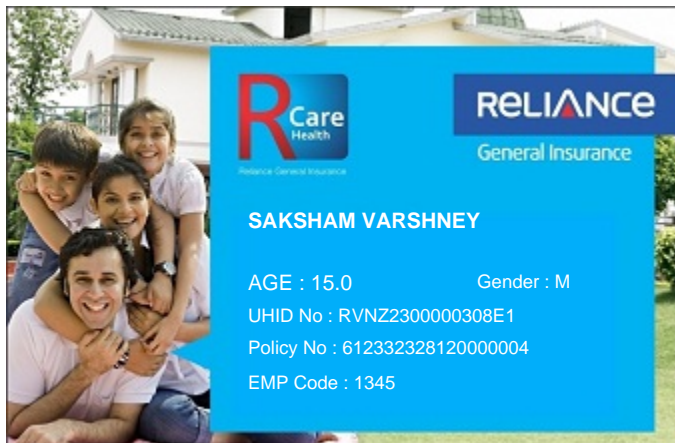 R Care
Health
Reliance General Insurance
RELIANCE
General Insurance
SAKSHAM VARSHNEY
AGE : 15.0 Gender : M
UHID No : RVNZ2300000308E1
Policy No : 612332328120000004
EMP Code : 1345